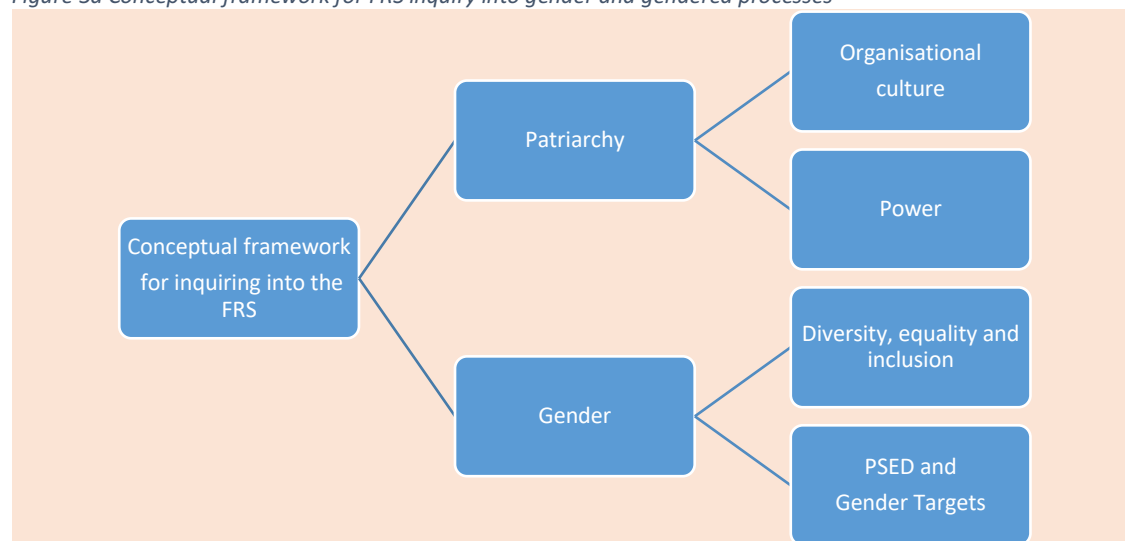 Figure 3a Conceptual framework for FRS inquiry into gender and gendered processes
Organisational
culture
Patriarchy
Power
Conceptual framework
for inquiring into the
FRS
Diversity, equality and
inclusion
Gender
PSED and
Gender Targets